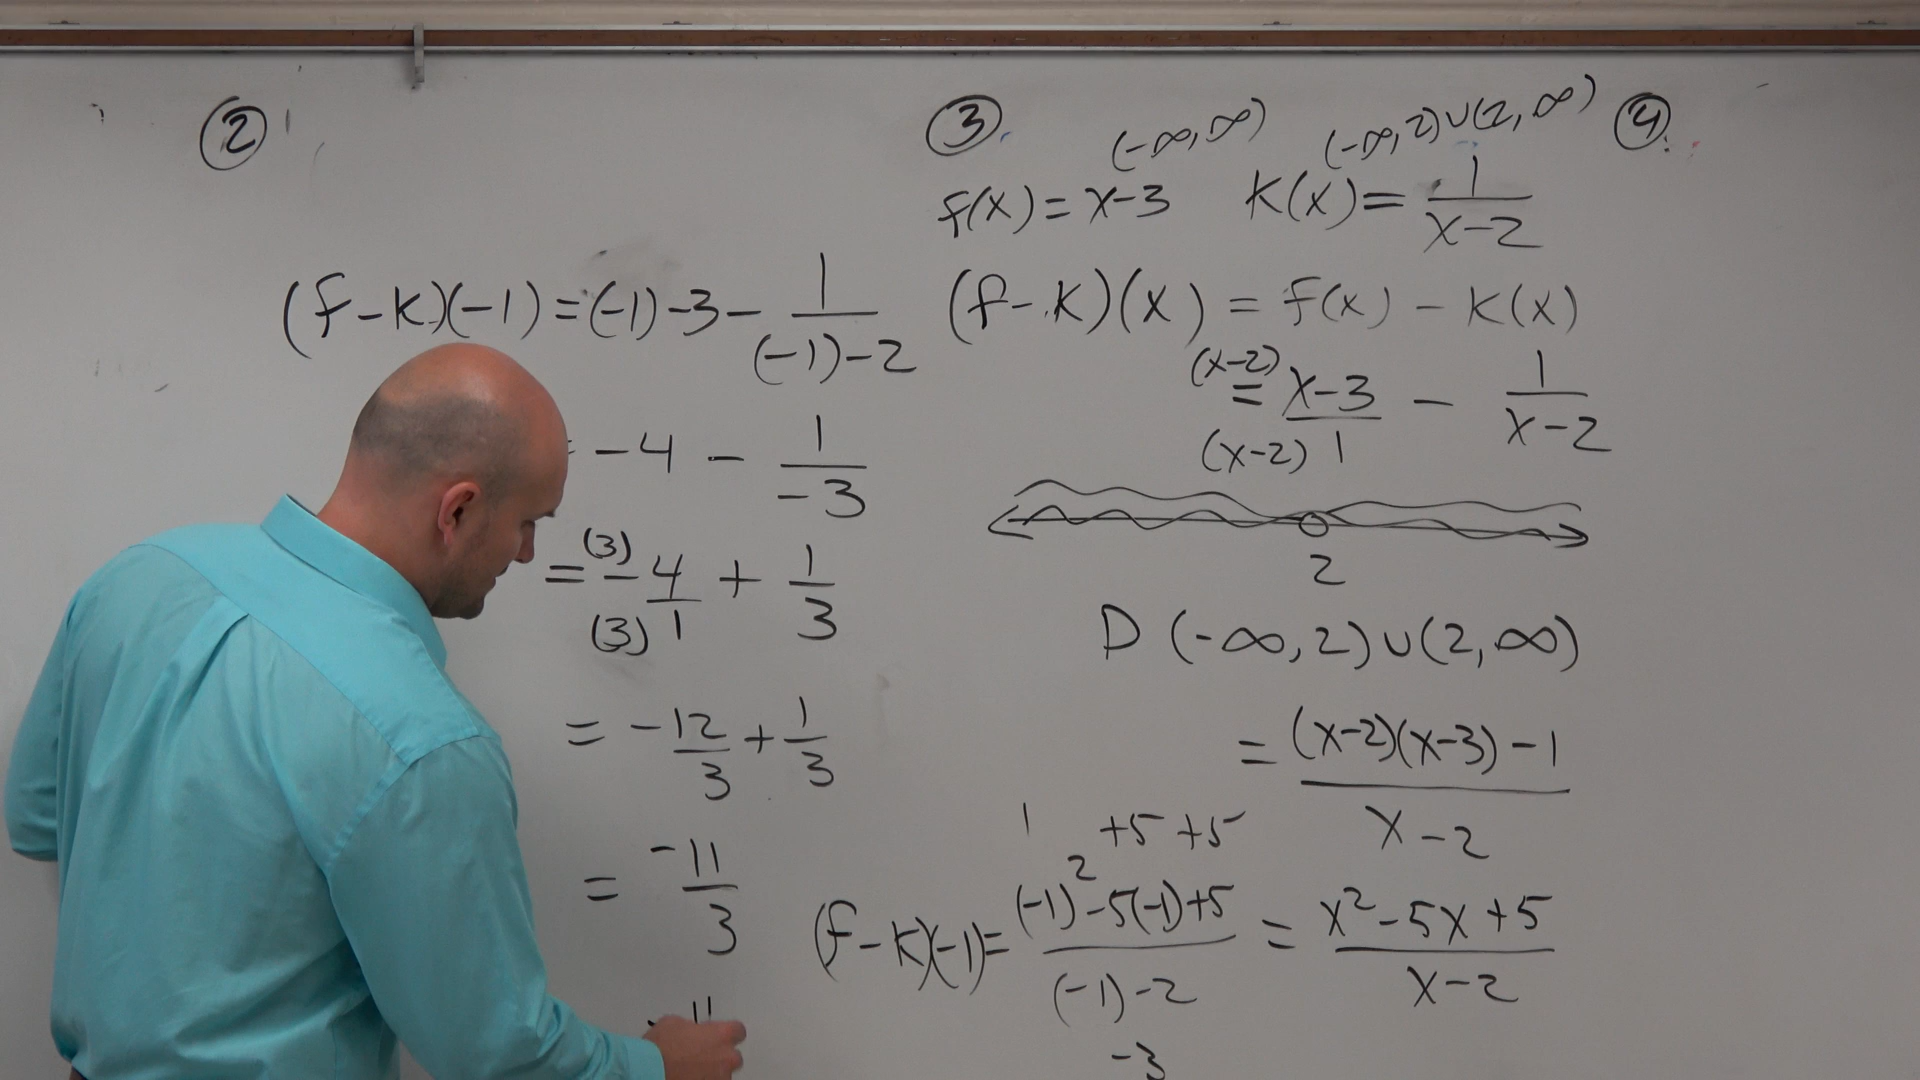 ②
(f-k)(-1) = (-1)-3- 1/((-1)-2)
= -4 - 1/-3
= (3)/(3) -4/1 + 1/3
= -12/3 + 1/3
= -11/3
-11
③
(-∞,∞) (-∞,2)∪(2,∞)
f(x)=x-3 K(x)= 1/(x-2)
(f-k)(x) = f(x) - K(x)
= (x-2)/(x-2) (x-3)/1 - 1/(x-2)
2
D (-∞,2)∪(2,∞)
= ((x-2)(x-3)-1)/(x-2)
1 +5 +5
(f-k)(-1)= ((-1)²-5(-1)+5)/((-1)-2) = (x²-5x+5)/(x-2)
-3
④